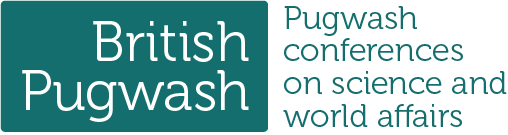 British
Pugwash
Pugwash
conferences
on science and
world affairs